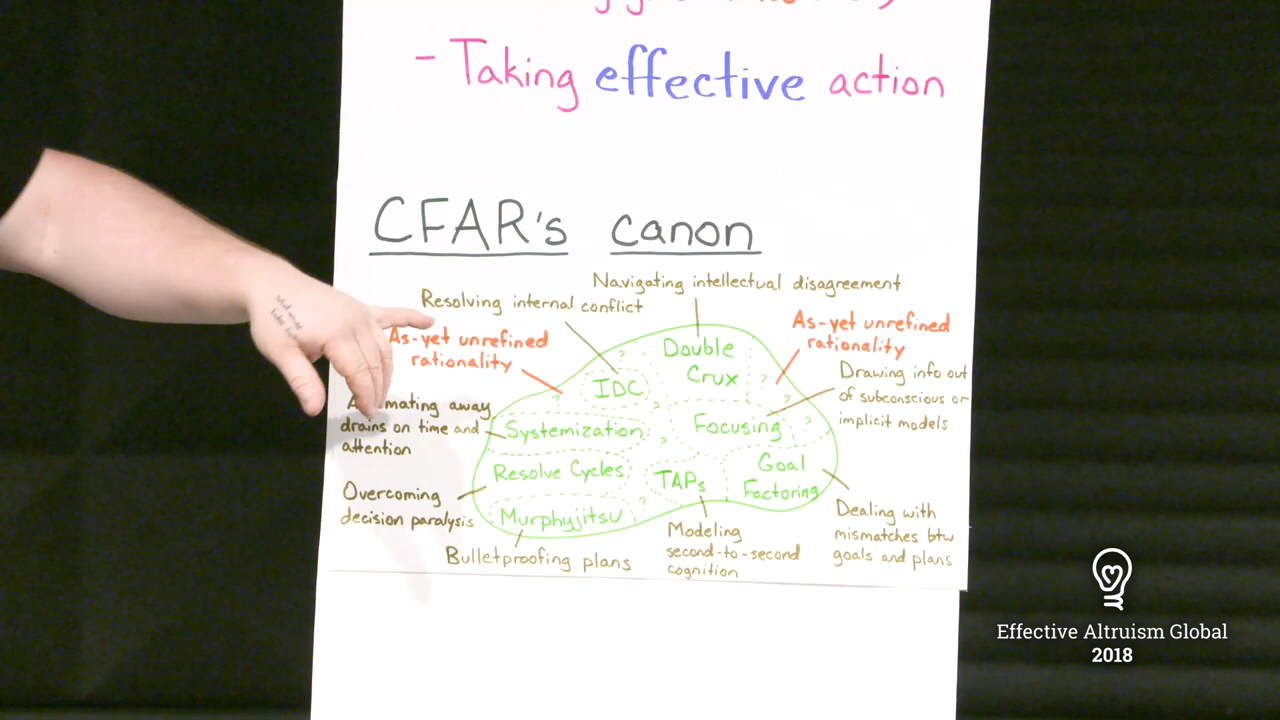 - Taking effective action
CFAR's canon
Navigating intellectual disagreement
Resolving internal conflict
As-yet unrefined
rationality
As-yet unrefined
rationality
Double
Crux
IDC
Drawing info out
of subconscious or
implicit models
mating away
drains on time and
attention
Systemization
Focusing
Resolve Cycles
TAPs
Goal
Factoring
Murphyjitsu
?
?
?
?
?
?
?
Overcoming
decision paralysis
Bulletproofing plans
Modeling
second-to-second
cognition
Dealing with
mismatches btw
goals and plans
Effective Altruism Global
2018